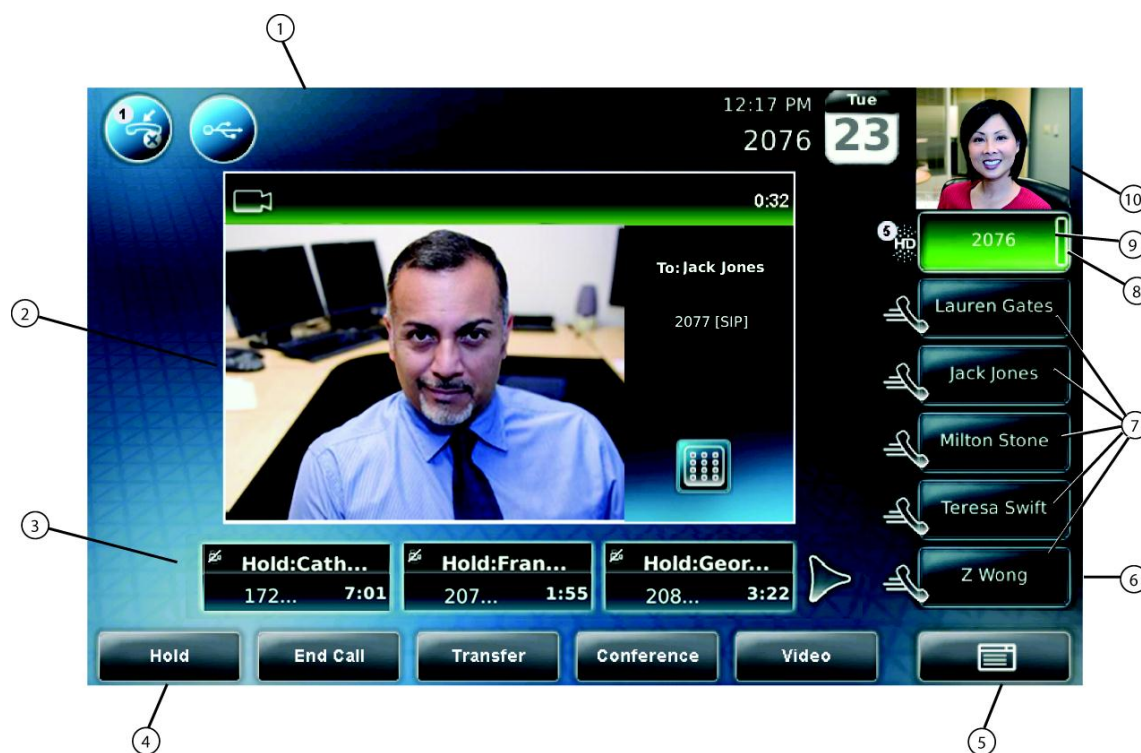 1
1
12:17 PM
2076
Tue
23
0:32
To: Jack Jones
2077 [SIP]
2
3
Hold:Cath...
172... 7:01
Hold:Fran...
207... 1:55
Hold:Geor...
208... 3:22
Hold
End Call
Transfer
Conference
Video
4
5
10
5
HD
2076
9
8
Lauren Gates
Jack Jones
Milton Stone
Teresa Swift
Z Wong
7
6